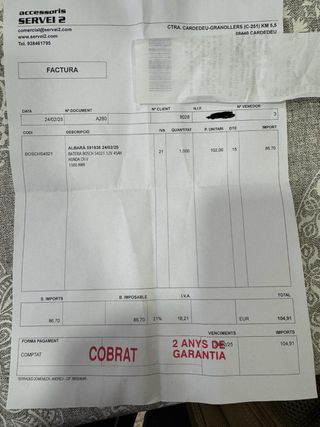 accessoris
SERVEI 2
comercial@servei2.com
www.servei2.com
Tel. 938461795
CTRA. CARDEDEU-GRANOLLERS (C-251) KM 5,5
08440 CARDEDEU
FACTURA
DATA Nº DOCUMENT Nº CLIENT N.I.F. Nº VENEDOR
24/02/25 A280 8028 3
CODI DESCRIPCIÓ IVA QUANTITAT P. UNITARI DTE IMPORT
ALBARÀ 591938 24/02/25
BOSCHS4021 BATERIA BOSCH S4021 12V 45AH 21 1,000 102,00 15 86,70
HONDA CR-V
S. IMPORTS B. IMPOSABLE I.V.A. TOTAL
86,70 86,70 21% 18,21 EUR 104,91
FORMA PAGAMENT VENCIMENTS IMPORT
COMPTAT 104,91
COBRAT
2 ANYS DE
GARANTIA